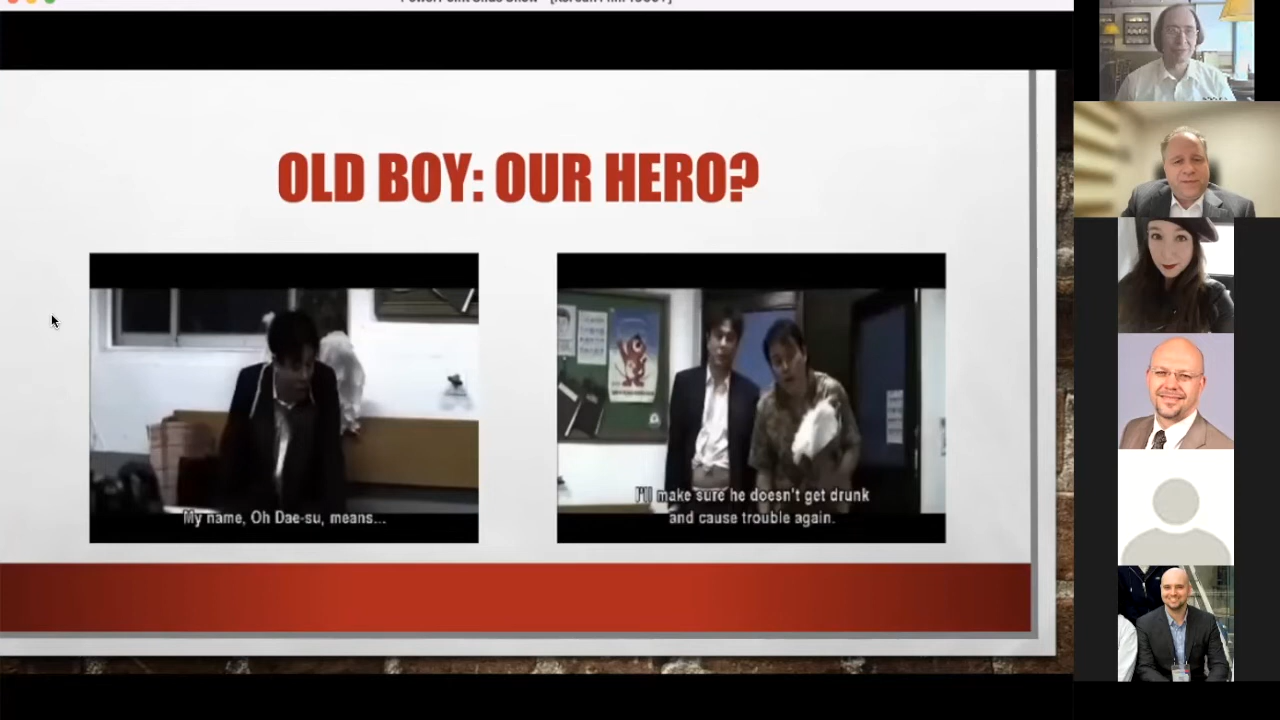 OLD BOY: OUR HERO?
My name, Oh Dae-su, means...
I'll make sure he doesn't get drunk
and cause trouble again.